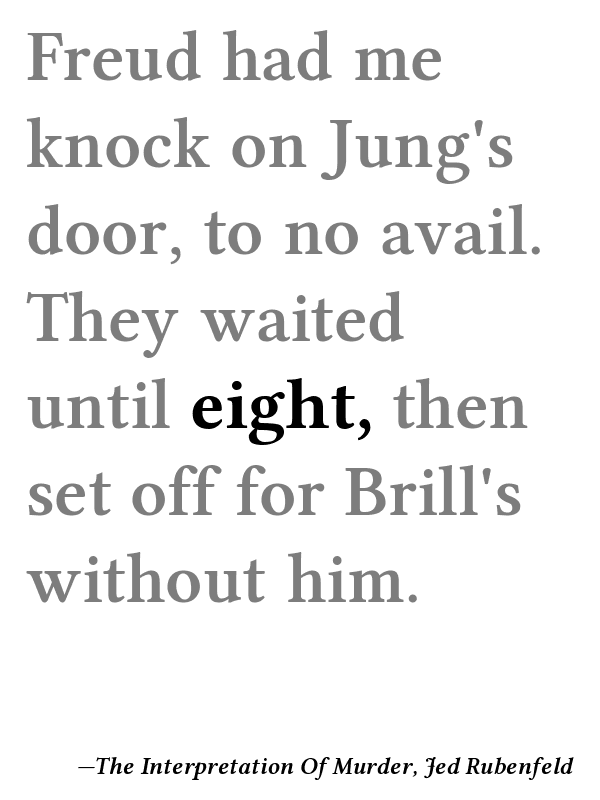 Freud had me
knock on Jung's
door, to no avail.
They waited
until eight, then
set off for Brill's
without him.
—The Interpretation Of Murder, Jed Rubenfeld